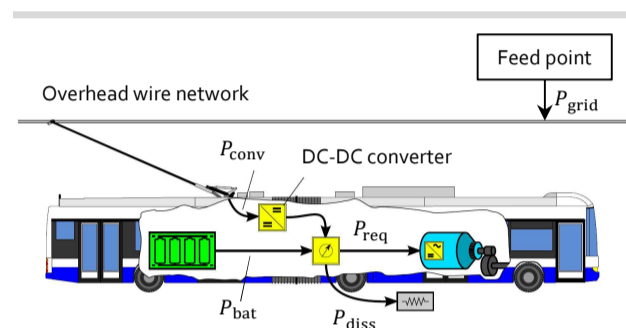 Feed point
P_grid
Overhead wire network
P_conv
DC-DC converter
P_req
P_bat
P_diss